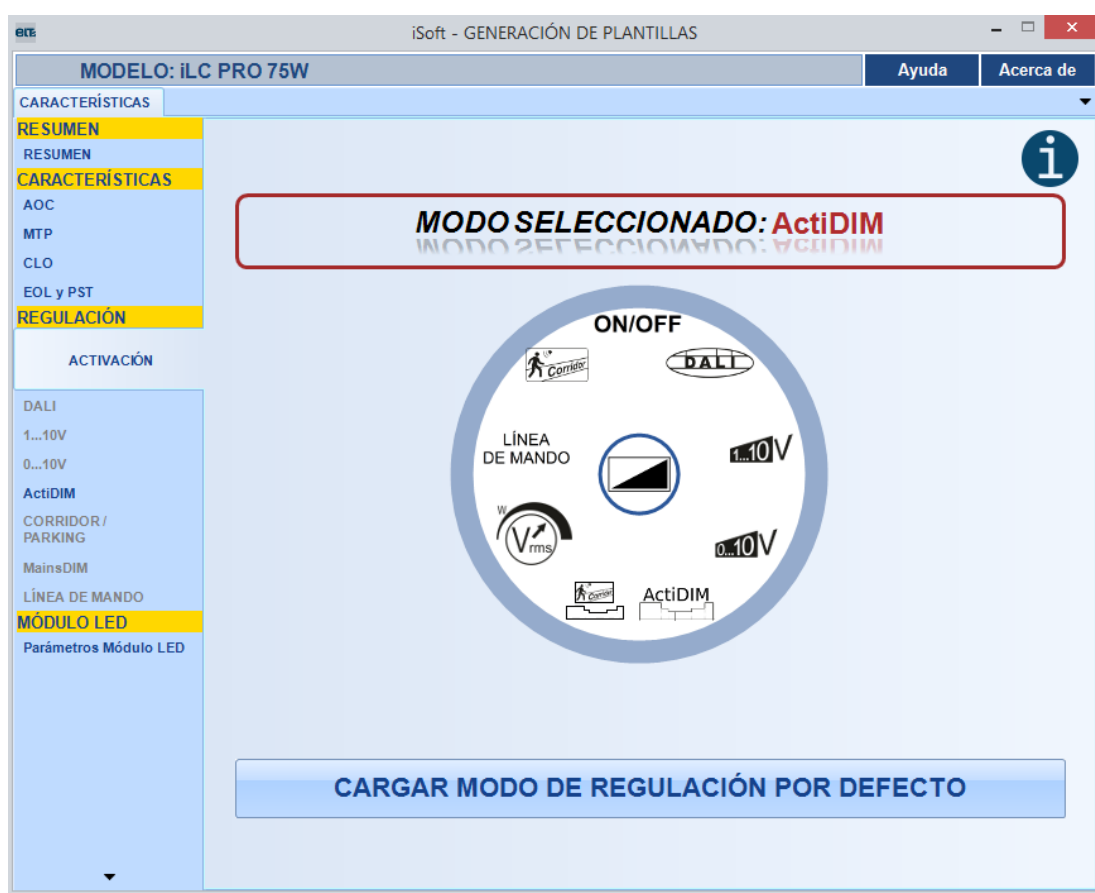 iSoft - GENERACIÓN DE PLANTILLAS
MODELO: iLC PRO 75W
Ayuda
Acerca de
CARACTERÍSTICAS
RESUMEN
RESUMEN
CARACTERÍSTICAS
AOC
MTP
CLO
EOL y PST
REGULACIÓN
ACTIVACIÓN
DALI
1...10V
0...10V
ActiDIM
CORRIDOR /
PARKING
MainsDIM
LÍNEA DE MANDO
MÓDULO LED
Parámetros Módulo LED
i
MODO SELECCIONADO: ActiDIM
ON/OFF
Corridor
DALI
LÍNEA
DE MANDO
1...10V
W
Vrms
0...10V
Corridor
ActiDIM
CARGAR MODO DE REGULACIÓN POR DEFECTO